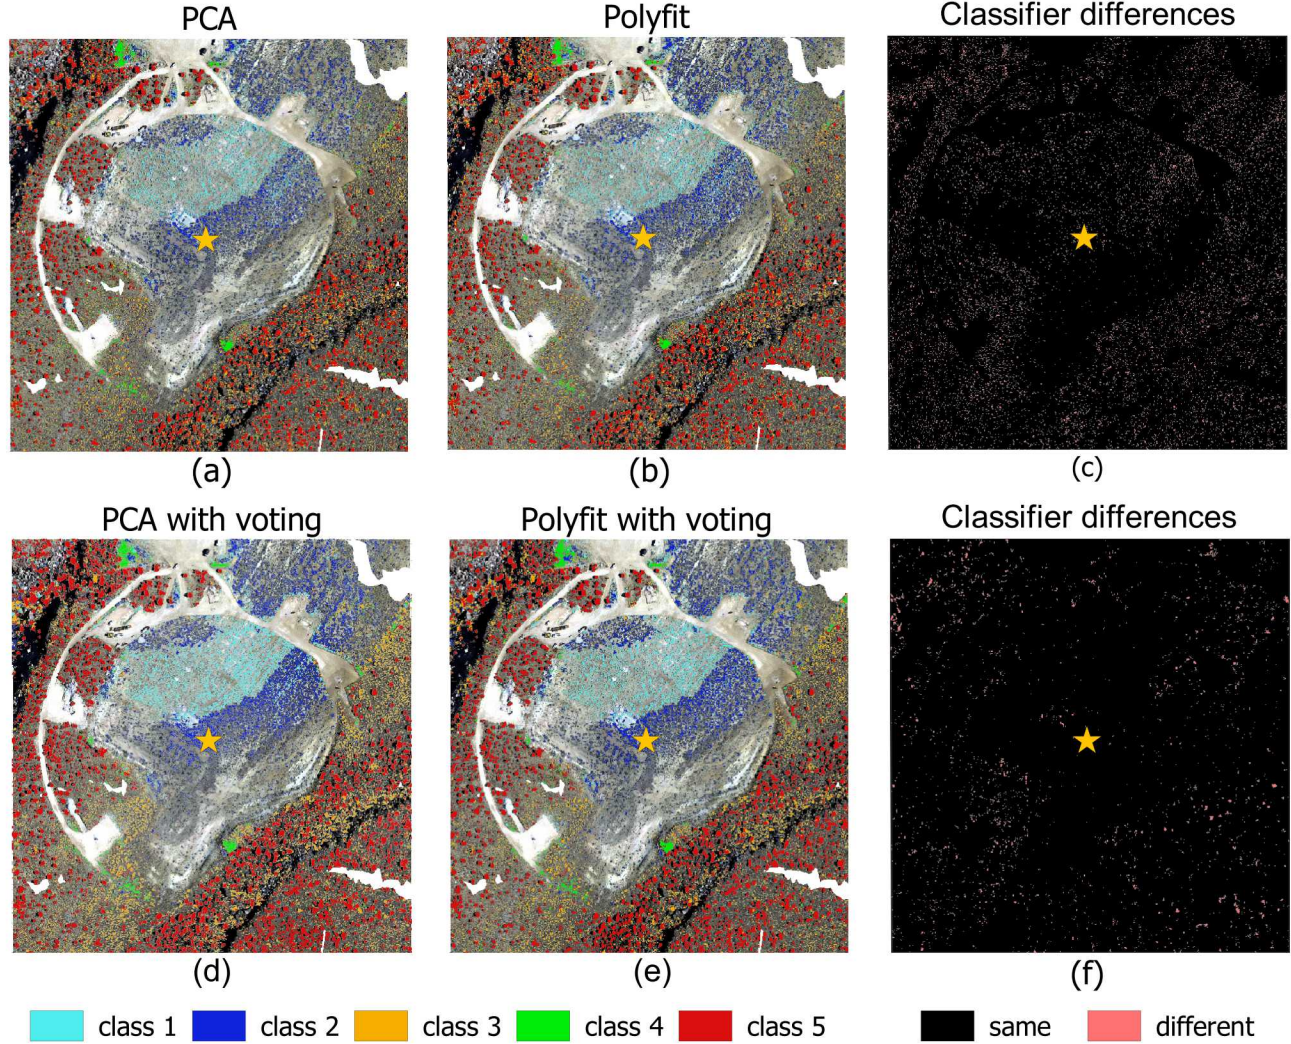 PCA
Polyfit
Classifier differences
(a)
(b)
(c)
PCA with voting
Polyfit with voting
Classifier differences
(d)
(e)
(f)
class 1
class 2
class 3
class 4
class 5
same
different